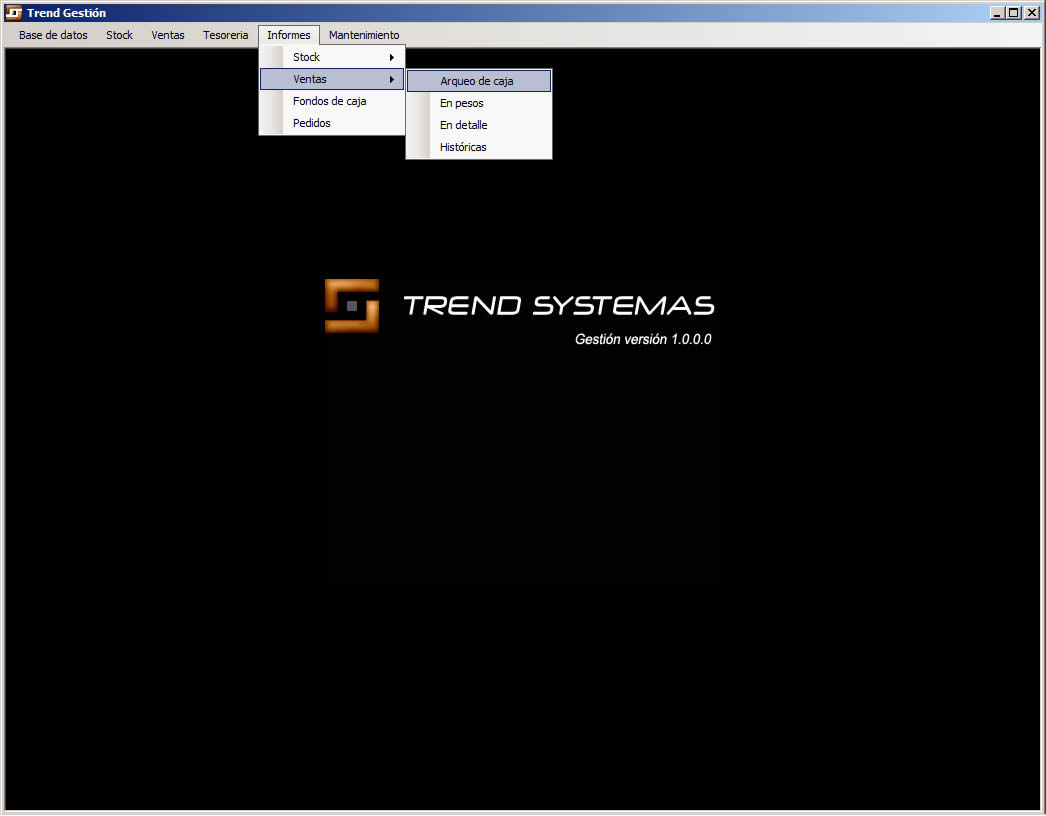 Trend Gestión
Base de datos Stock Ventas Tesoreria Informes Mantenimiento
Stock
Ventas
Fondos de caja
Pedidos
Arqueo de caja
En pesos
En detalle
Históricas
TREND SYSTEMAS
Gestión versión 1.0.0.0